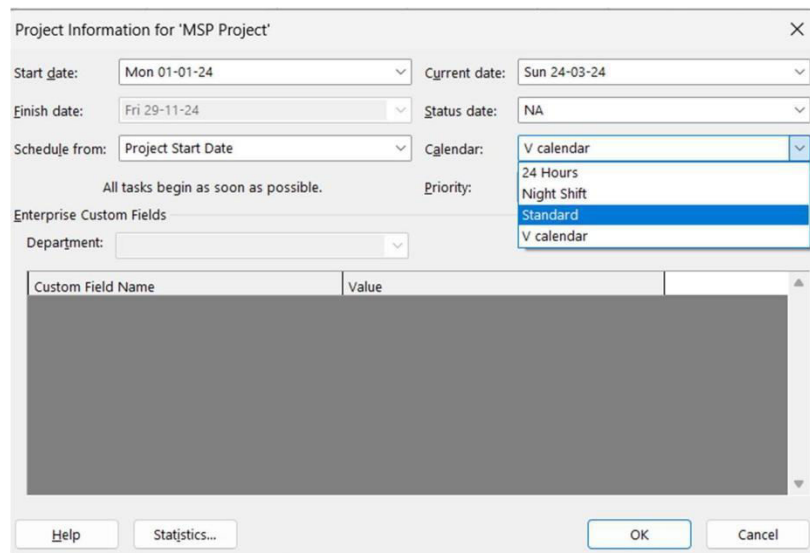 Project Information for 'MSP Project'
Start date: Mon 01-01-24 Current date: Sun 24-03-24
Finish date: Fri 29-11-24 Status date: NA
Schedule from: Project Start Date Calendar: V calendar
24 Hours
All tasks begin as soon as possible. Priority: Night Shift
Enterprise Custom Fields Standard
Department: V calendar
Custom Field Name Value
Help Statistics... OK Cancel